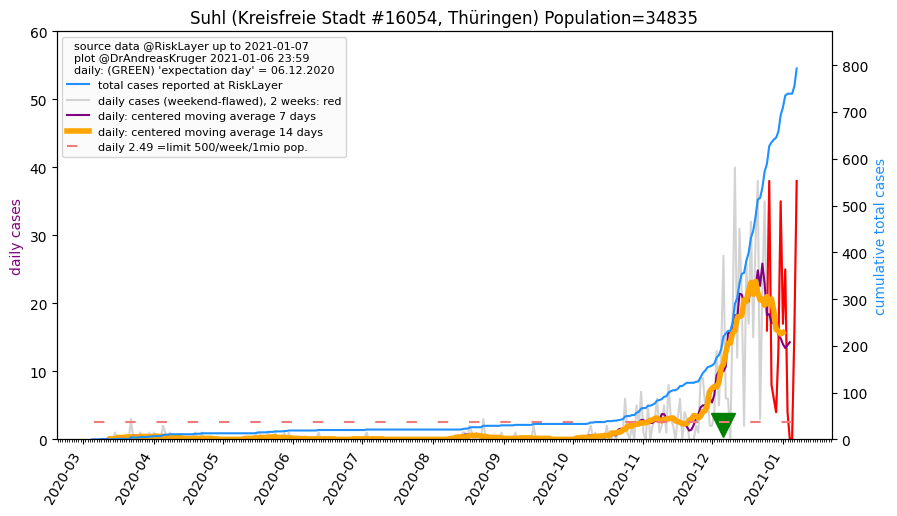 Suhl (Kreisfreie Stadt #16054, Thüringen) Population=34835
source data @RiskLayer up to 2021-01-07
plot @DrAndreasKruger 2021-01-06 23:59
daily: (GREEN) 'expectation day' = 06.12.2020
total cases reported at RiskLayer
daily cases (weekend-flawed), 2 weeks: red
daily: centered moving average 7 days
daily: centered moving average 14 days
daily 2.49 =limit 500/week/1mio pop.
daily cases
60
50
40
30
20
10
0
cumulative total cases
800
700
600
500
400
300
200
100
0
2020-03
2020-04
2020-05
2020-06
2020-07
2020-08
2020-09
2020-10
2020-11
2020-12
2021-01